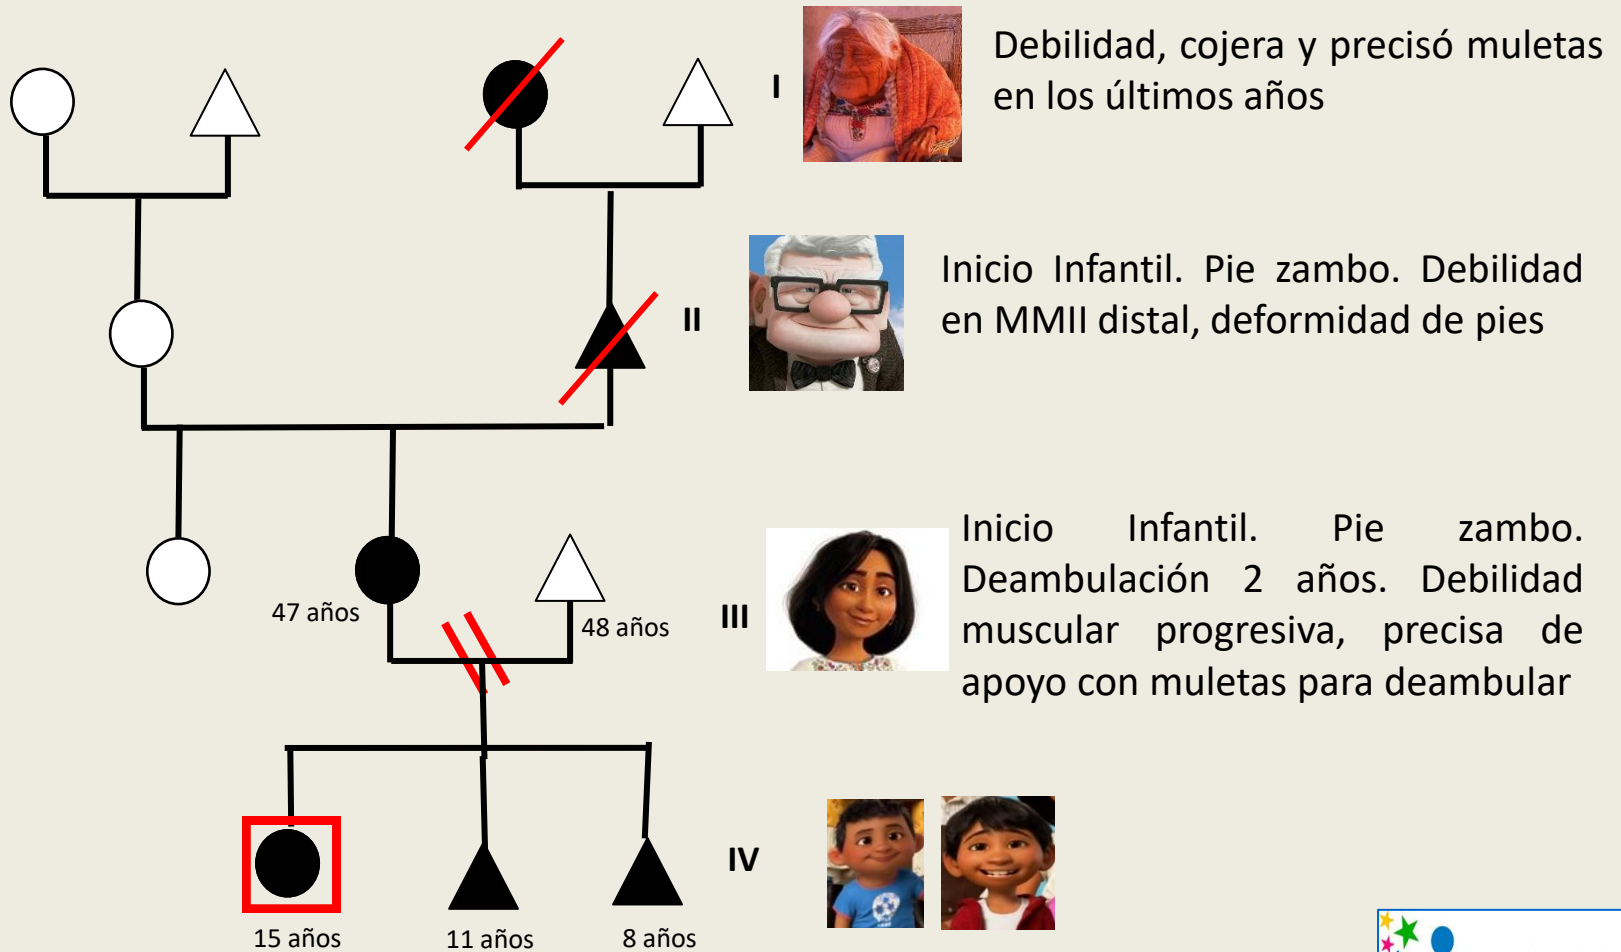 I
Debilidad, cojera y precisó muletas
en los últimos años
II
Inicio Infantil. Pie zambo. Debilidad
en MMII distal, deformidad de pies
47 años
48 años
III
Inicio Infantil. Pie zambo.
Deambulación 2 años. Debilidad
muscular progresiva, precisa de
apoyo con muletas para deambular
IV
15 años
11 años
8 años